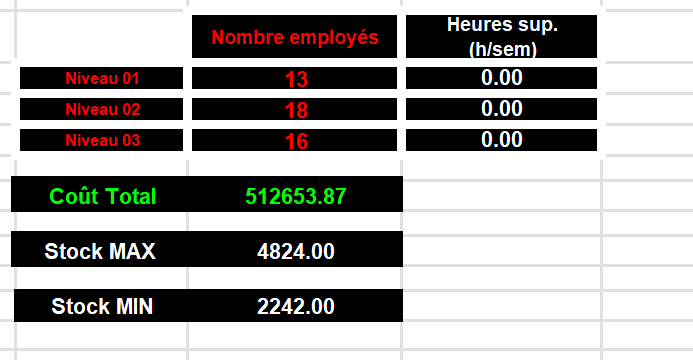 Nombre employés
Heures sup.
(h/sem)
Niveau 01 13 0.00
Niveau 02 18 0.00
Niveau 03 16 0.00
Coût Total 512653.87
Stock MAX 4824.00
Stock MIN 2242.00